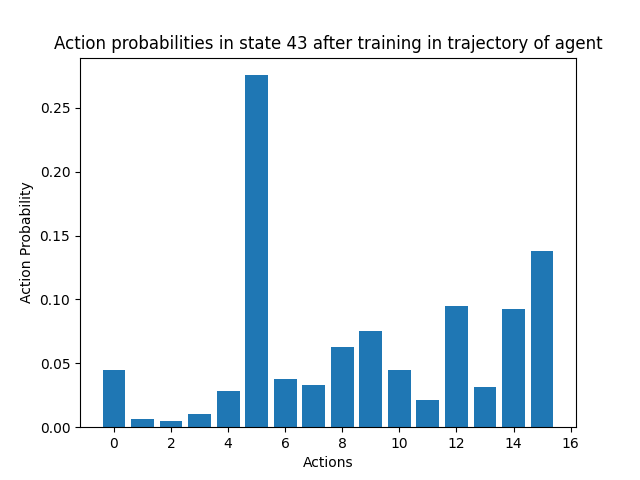 Action probabilities in state 43 after training in trajectory of agent
0.25
0.20
0.15
0.10
0.05
0.00
Action Probability
0 2 4 6 8 10 12 14 16
Actions